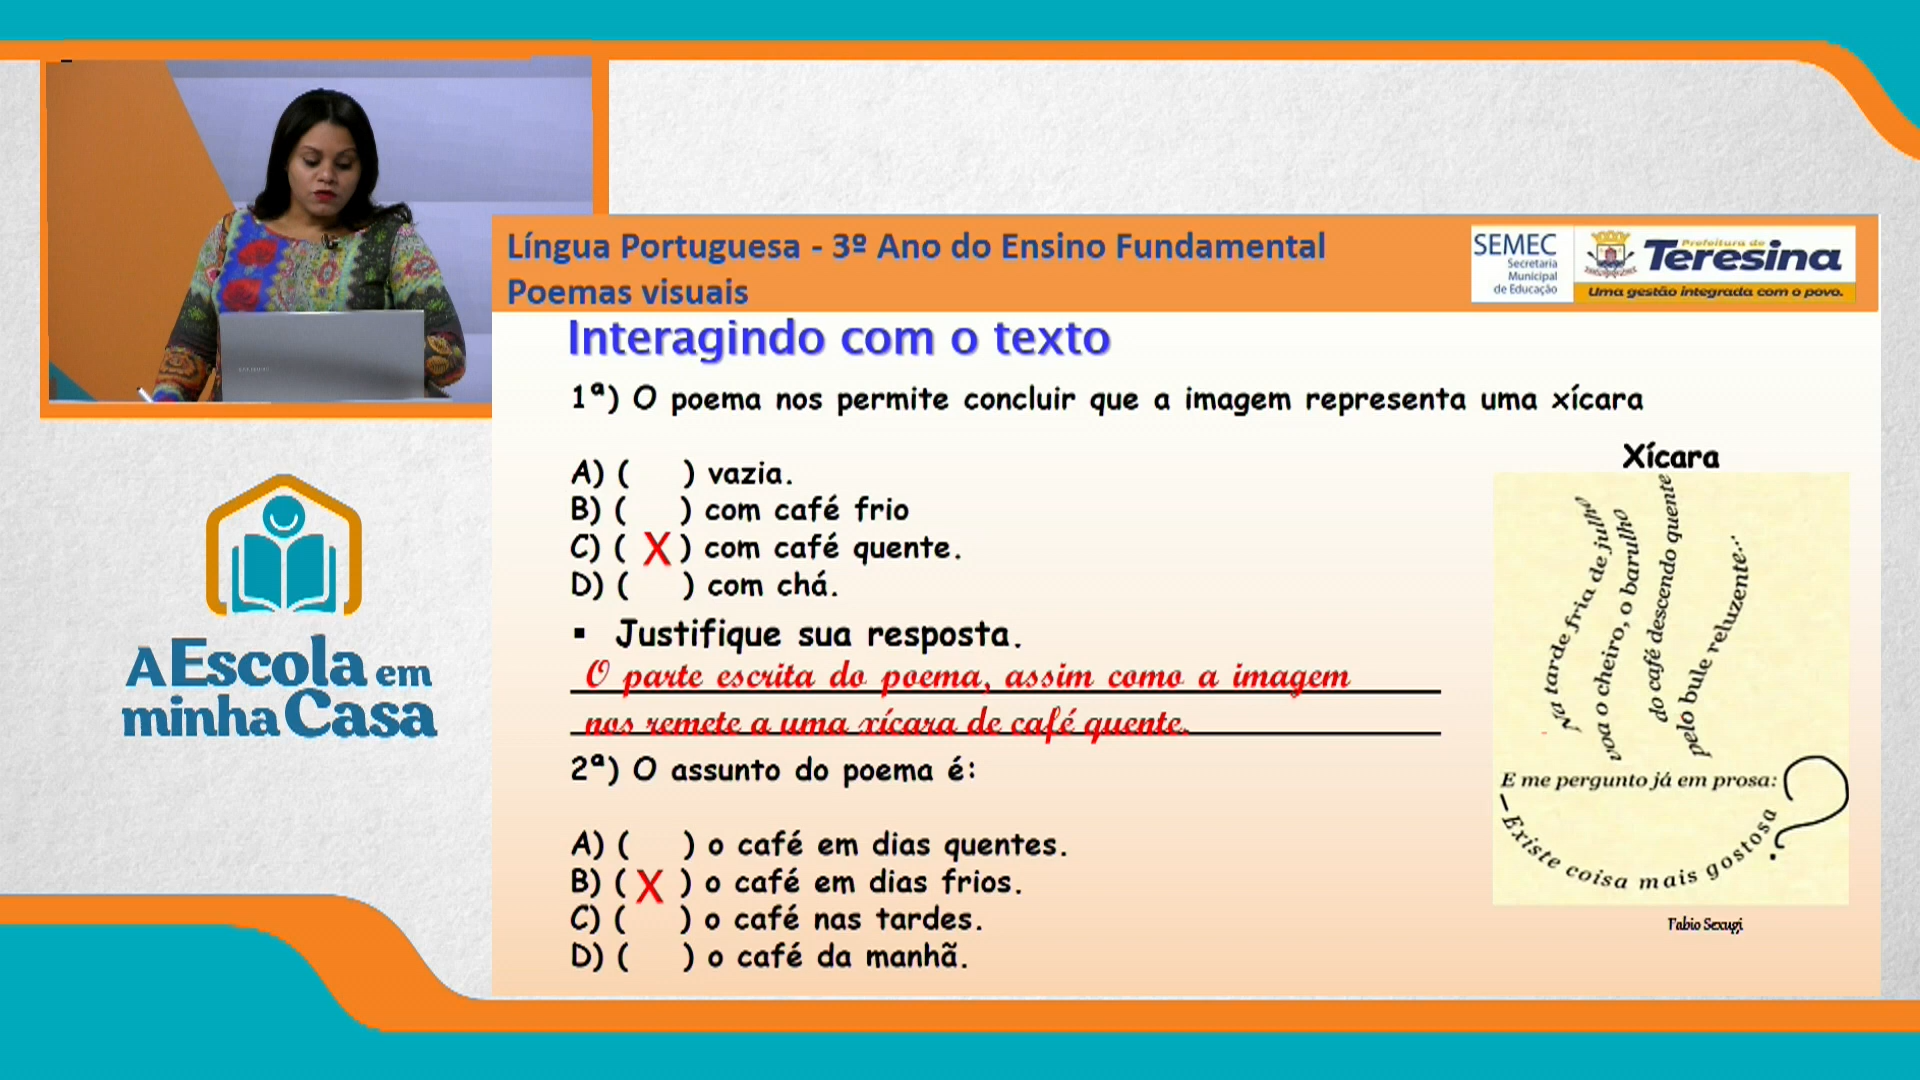 Língua Portuguesa - 3º Ano do Ensino Fundamental
Poemas visuais
SEMEC
Secretaria
Municipal
de Educação
Prefeitura de
Teresina
Uma gestão integrada com o povo.
Interagindo com o texto
1ª) O poema nos permite concluir que a imagem representa uma xícara
A) ( ) vazia.
B) ( ) com café frio
C) ( X ) com café quente.
D) ( ) com chá.
▪ Justifique sua resposta.
O parte escrita do poema, assim como a imagem
nos remete a uma xícara de café quente.
2ª) O assunto do poema é:
A) ( ) o café em dias quentes.
B) ( X ) o café em dias frios.
C) ( ) o café nas tardes.
D) ( ) o café da manhã.
Xícara
Na tarde fria de julho
voa o cheiro, o barulho
do café descendo quente
pelo bule reluzente...
E me pergunto já em prosa:
–Existe coisa mais gostosa
?
Fabio Sexugi
A Escola em
minha Casa